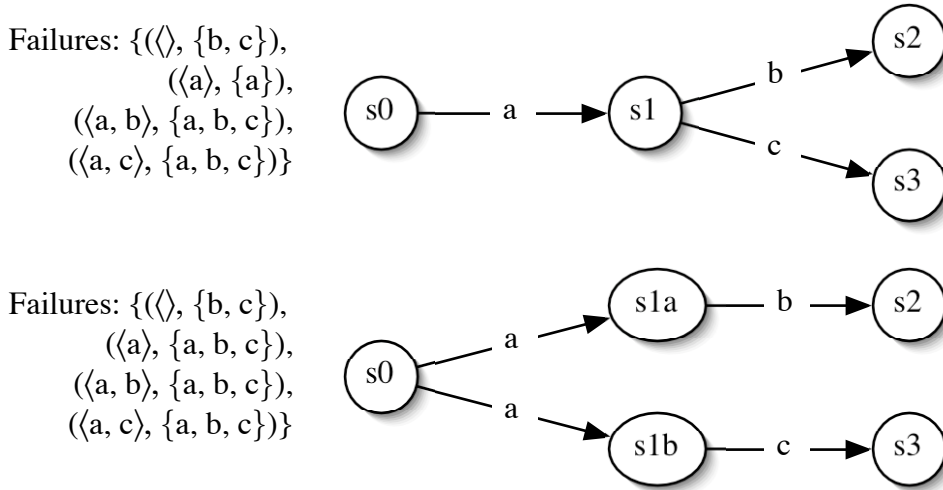 Failures: {(⟨⟩, {b, c}),
(⟨a⟩, {a}),
(⟨a, b⟩, {a, b, c}),
(⟨a, c⟩, {a, b, c})}
s0
a
s1
b
s2
c
s3
Failures: {(⟨⟩, {b, c}),
(⟨a⟩, {a, b, c}),
(⟨a, b⟩, {a, b, c}),
(⟨a, c⟩, {a, b, c})}
s0
a
s1a
b
s2
a
s1b
c
s3